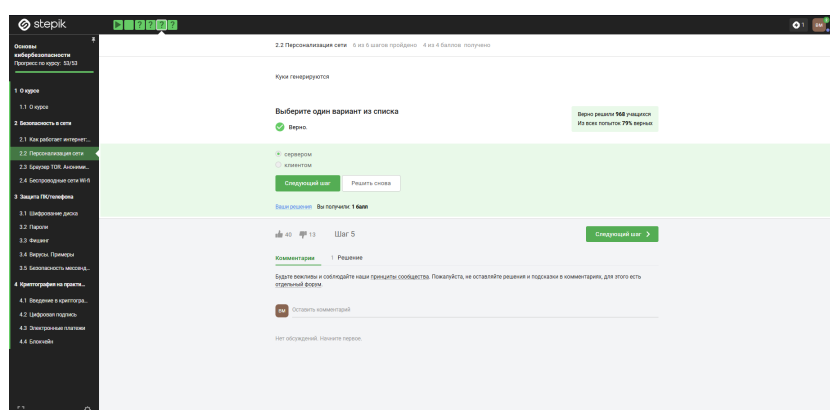 stepik
1
ВМ
Основы
кибербезопасности
Прогресс по курсу: 53/53
1 О курсе
1.1 О курсе
2 Безопасность в сети
2.1 Как работает интернет:...
2.2 Персонализация сети
2.3 Браузер TOR. Анониме...
2.4 Беспроводные сети Wi-fi
3 Защита ПК/телефона
3.1 Шифрование диска
3.2 Пароли
3.3 Фишинг
3.4 Вирусы. Примеры
3.5 Безопасность мессенд...
4 Криптография на практи...
4.1 Введение в криптогра...
4.2 Цифровая подпись
4.3 Электронные платежи
4.4 Блокчейн
2.2 Персонализация сети 6 из 6 шагов пройдено 4 из 4 баллов получено
Куки генерируются
Выберите один вариант из списка
Верно.
Верно решили 968 учащихся
Из всех попыток 79% верных
сервером
клиентом
Следующий шаг Решить снова
Ваши решения Вы получили: 1 балл
40 13 Шаг 5 Следующий шаг
Комментарии 1 Решение
Будьте вежливы и соблюдайте наши принципы сообщества. Пожалуйста, не оставляйте решения и подсказки в комментариях, для этого есть
отдельный форум.
ВМ Оставить комментарий
Нет обсуждений. Начните первое.